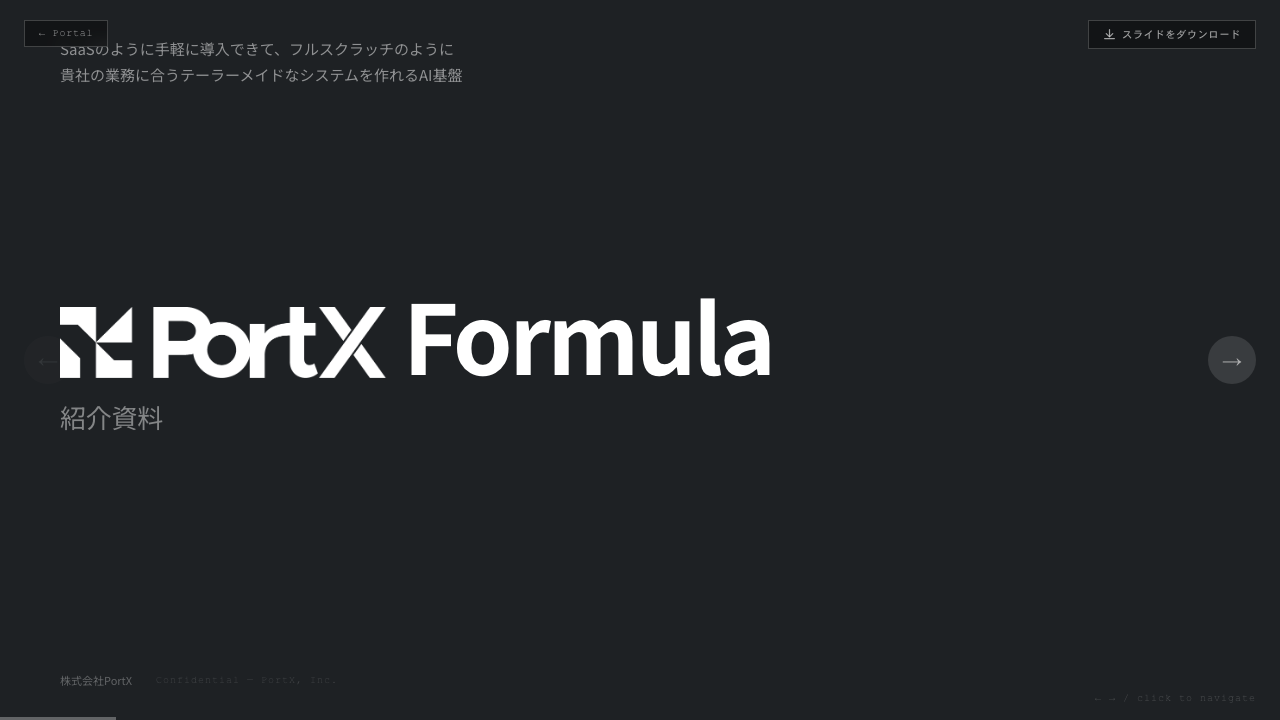 ← Portal
スライドをダウンロード
SaaSのように手軽に導入できて、フルスクラッチのように
貴社の業務に合うテーラーメイドなシステムを作れるAI基盤
PortX Formula
← →
紹介資料
株式会社PortX Confidential — PortX, Inc.
← → / click to navigate